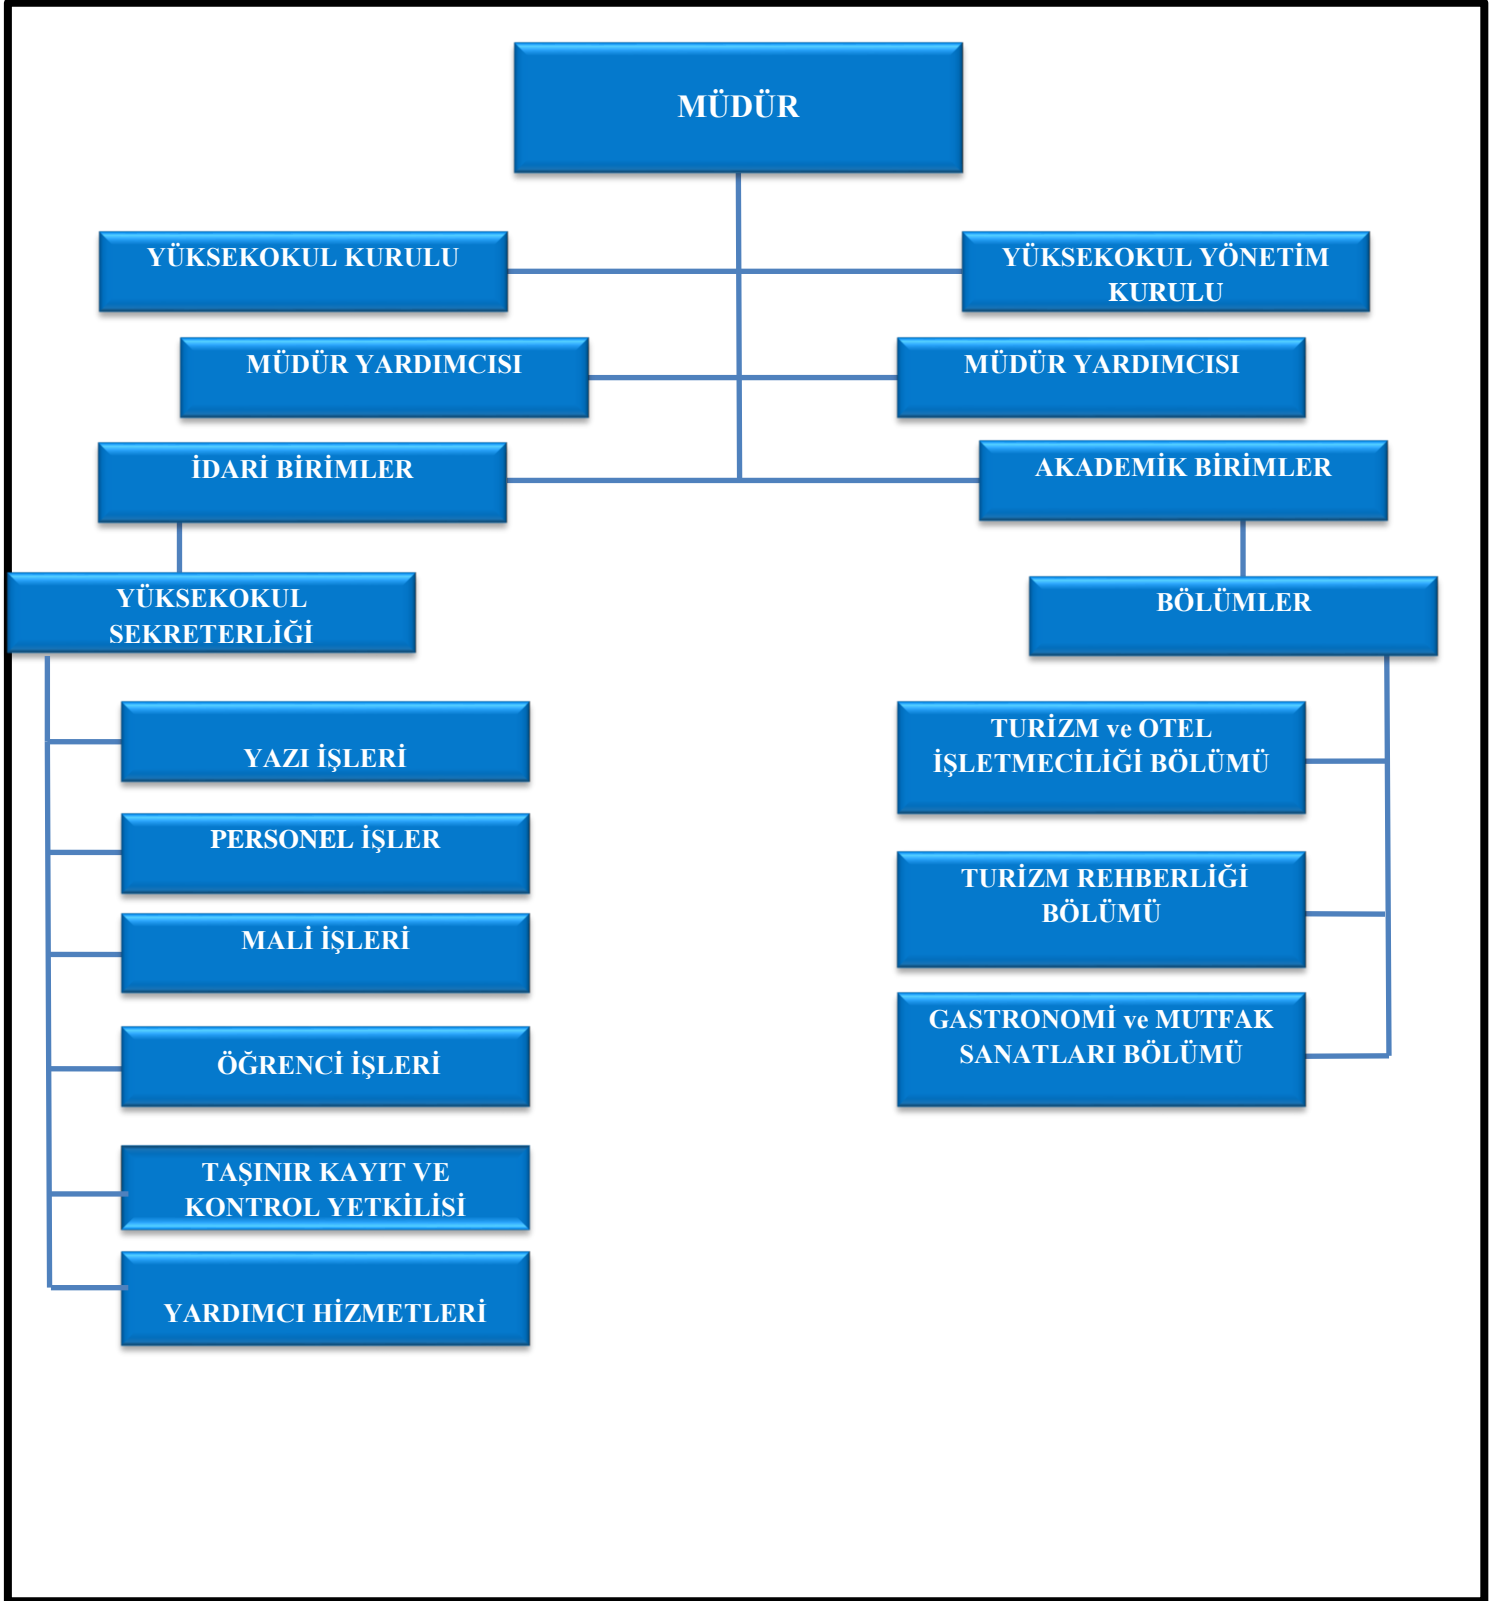 MÜDÜR
YÜKSEKOKUL KURULU
YÜKSEKOKUL YÖNETİM
KURULU
MÜDÜR YARDIMCISI
MÜDÜR YARDIMCISI
İDARİ BİRİMLER
AKADEMİK BİRİMLER
YÜKSEKOKUL
SEKRETERLİĞİ
BÖLÜMLER
YAZI İŞLERİ
PERSONEL İŞLER
MALİ İŞLERİ
ÖĞRENCİ İŞLERİ
TAŞINIR KAYIT VE
KONTROL YETKİLİSİ
YARDIMCI HİZMETLERİ
TURİZM ve OTEL
İŞLETMECİLİĞİ BÖLÜMÜ
TURİZM REHBERLİĞİ
BÖLÜMÜ
GASTRONOMİ ve MUTFAK
SANATLARI BÖLÜMÜ